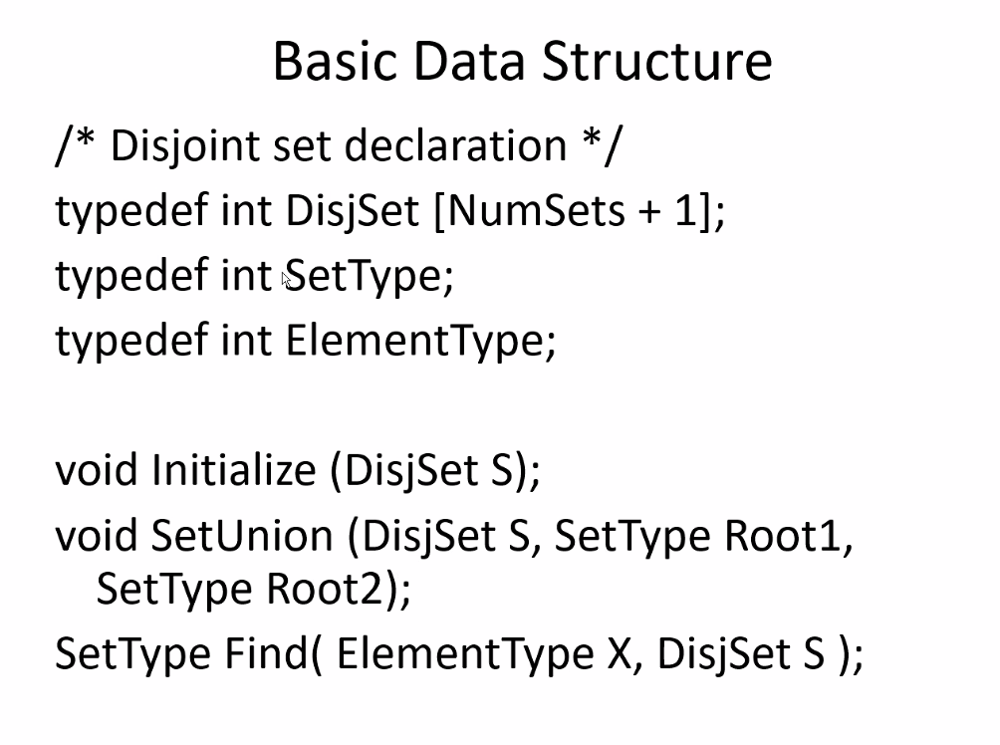 Basic Data Structure
/* Disjoint set declaration */
typedef int DisjSet [NumSets + 1];
typedef int SetType;
typedef int ElementType;
void Initialize (DisjSet S);
void SetUnion (DisjSet S, SetType Root1,
SetType Root2);
SetType Find( ElementType X, DisjSet S );